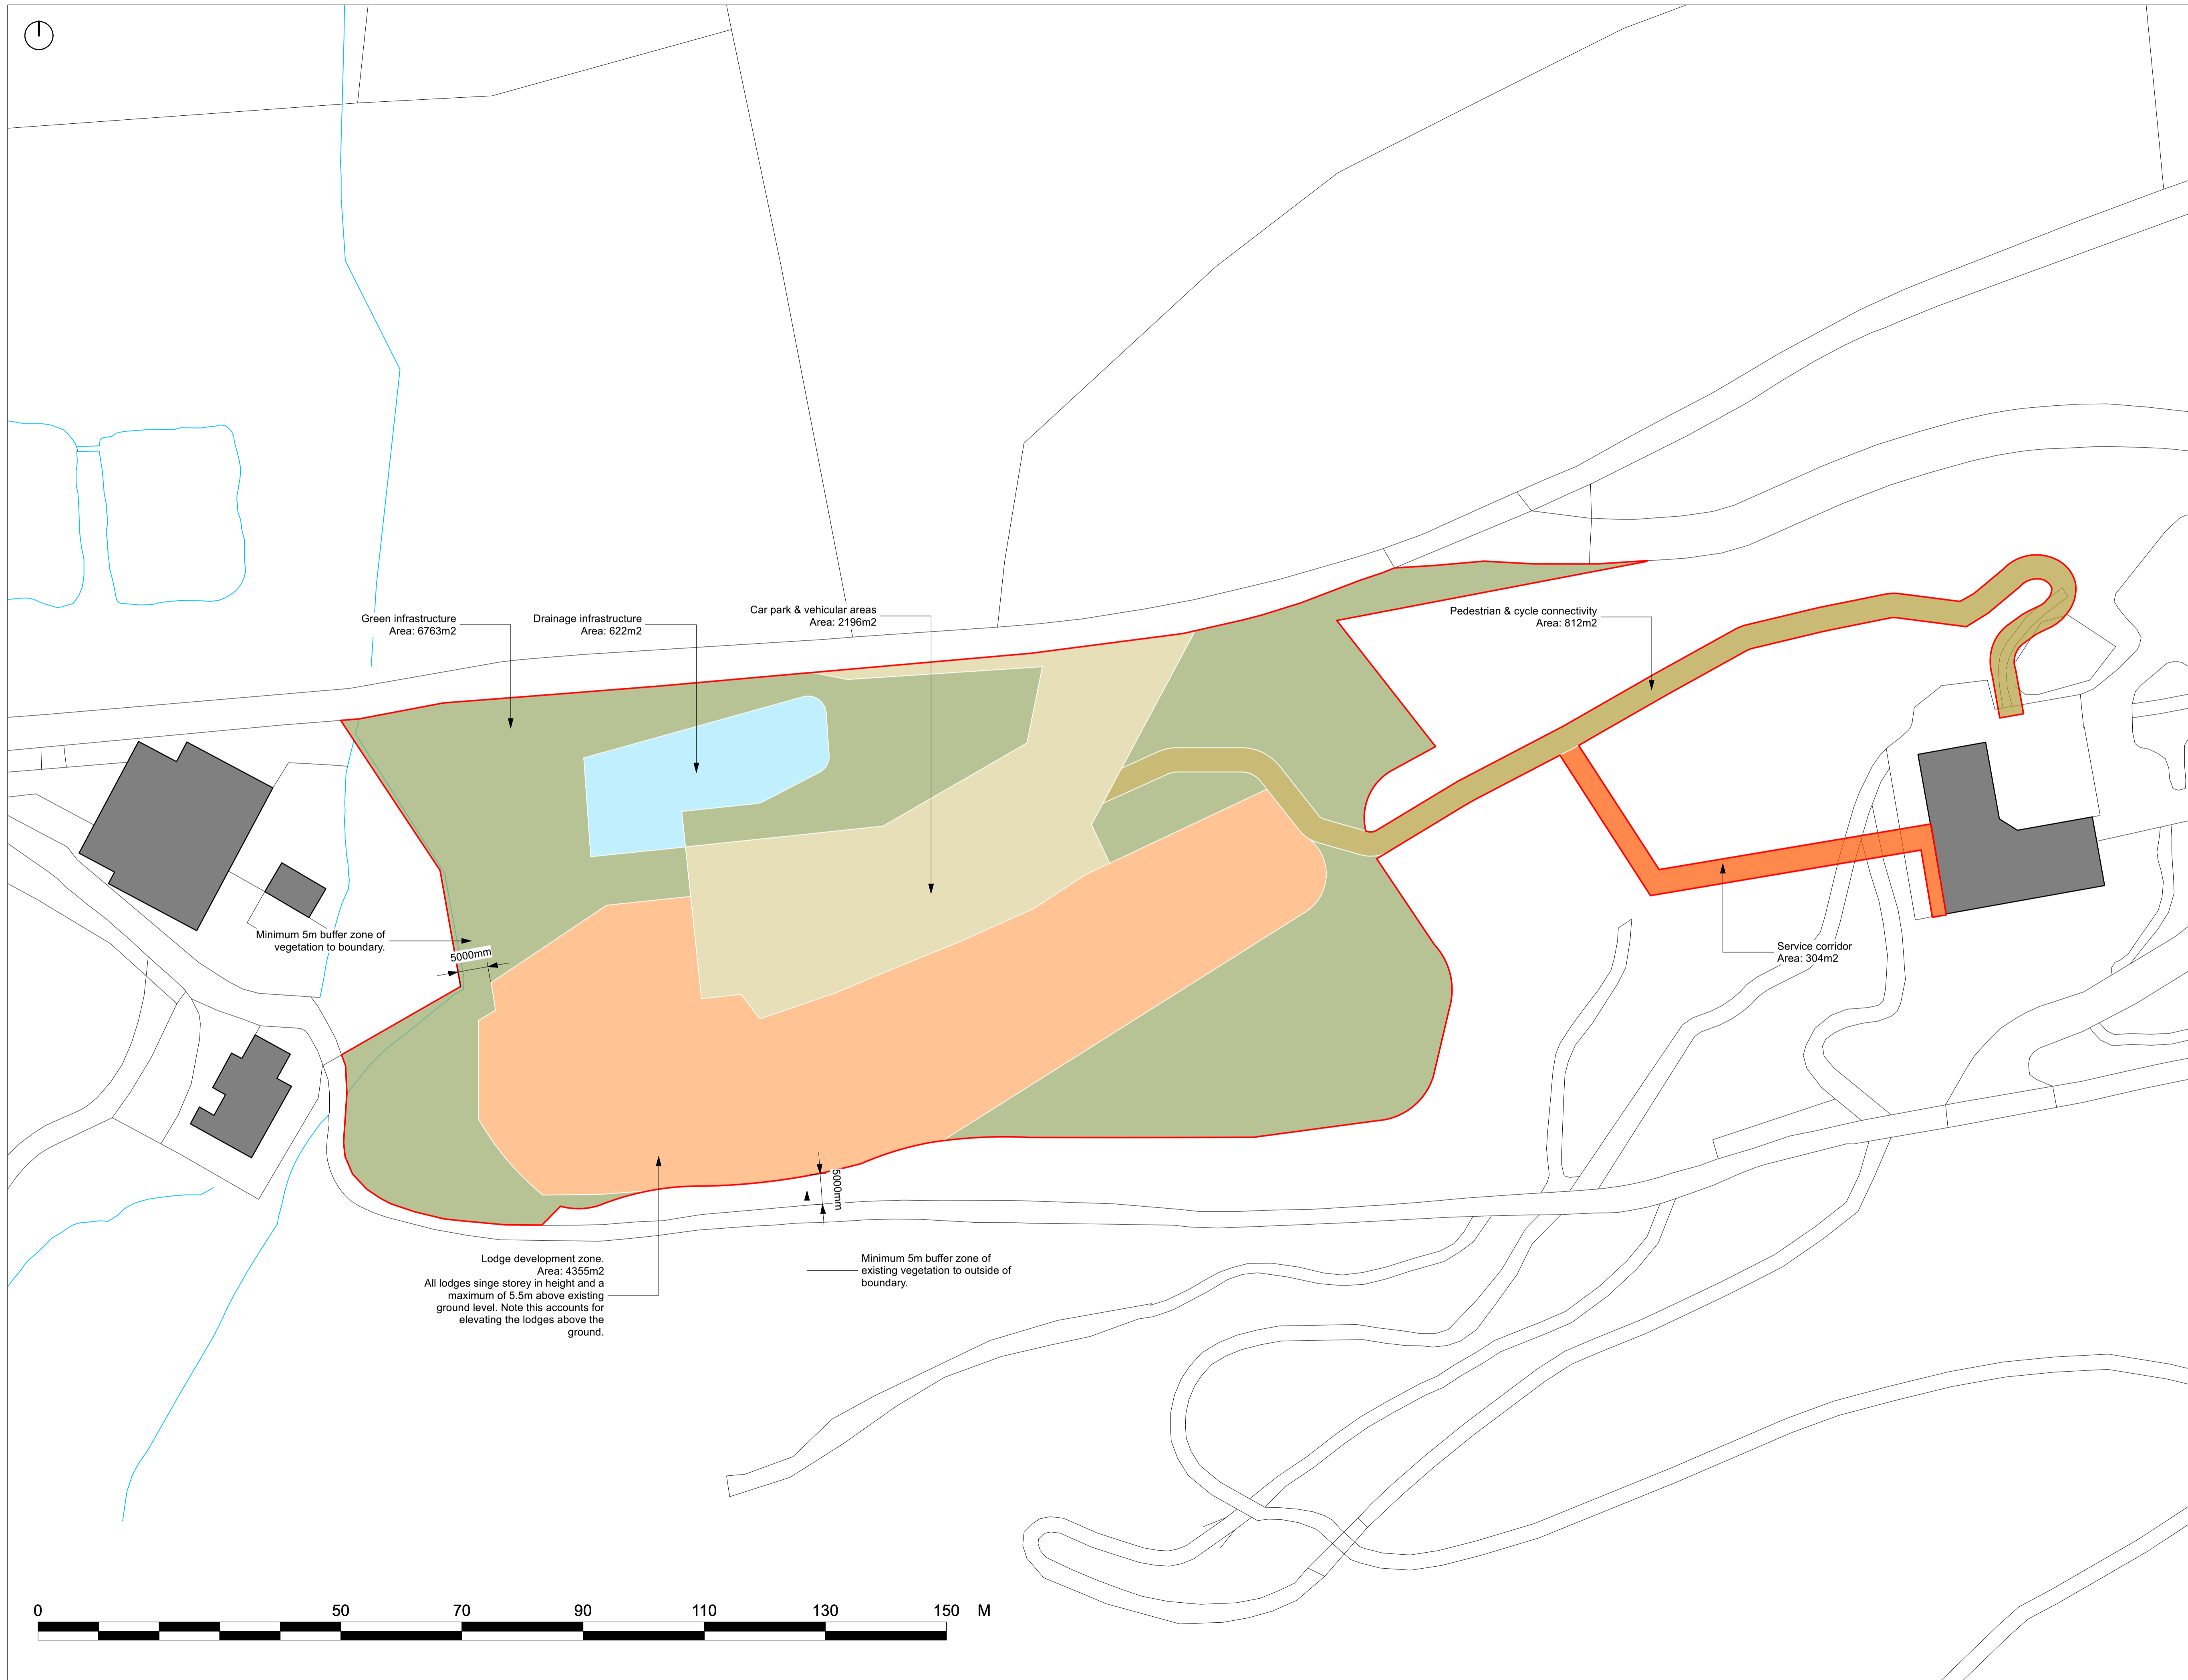 Green infrastructure
Area: 6763m2
Drainage infrastructure
Area: 622m2
Car park & vehicular areas
Area: 2196m2
Pedestrian & cycle connectivity
Area: 812m2
Minimum 5m buffer zone of
vegetation to boundary.
5000mm
Service corridor
Area: 304m2
5000mm
Lodge development zone.
Area: 4355m2
All lodges singe storey in height and a
maximum of 5.5m above existing
ground level. Note this accounts for
elevating the lodges above the
ground.
Minimum 5m buffer zone of
existing vegetation to outside of
boundary.
0 50 70 90 110 130 150 M